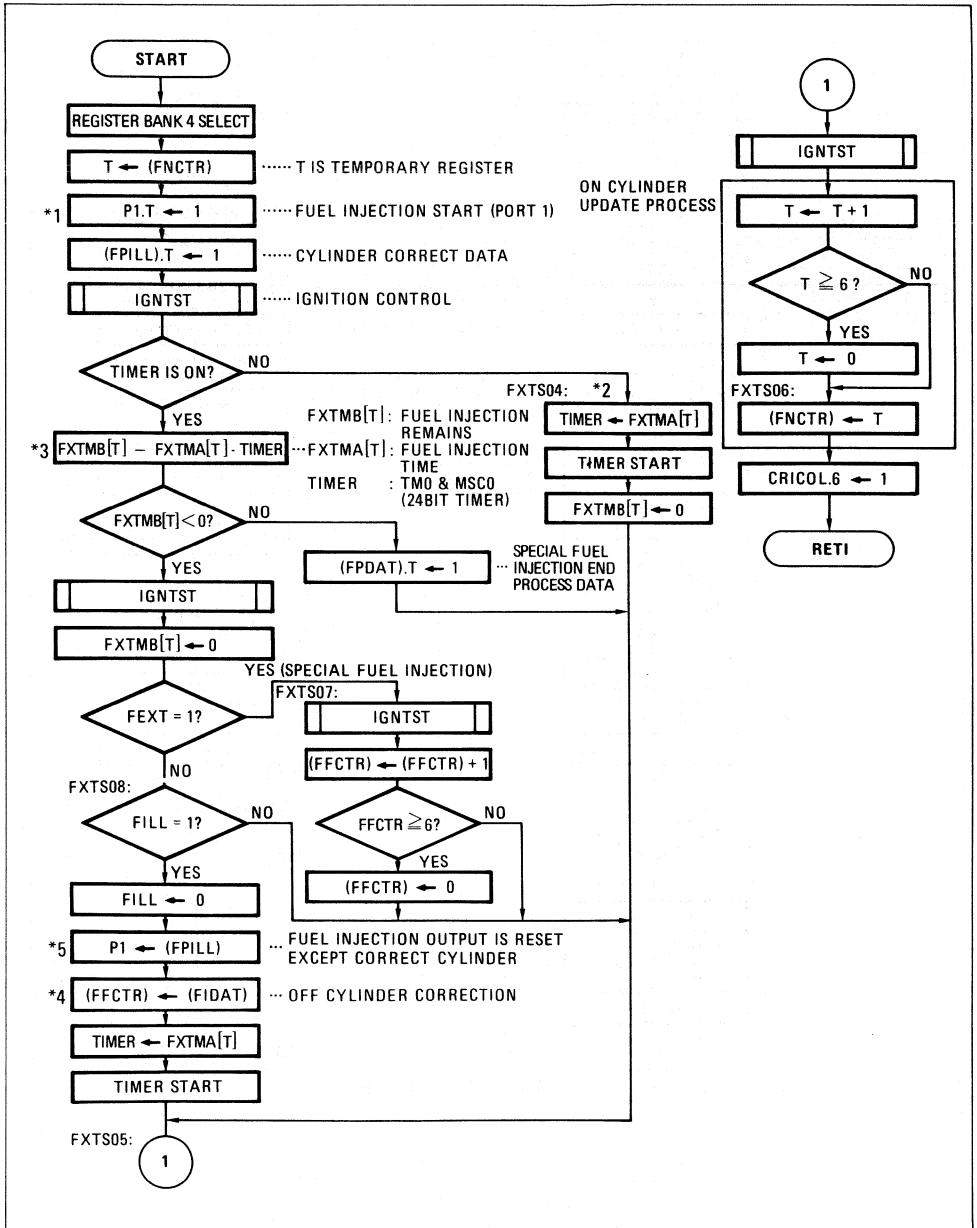 START
REGISTER BANK 4 SELECT
T ← (FNCTR) ······ T IS TEMPORARY REGISTER
*1 P1.T ← 1 ······ FUEL INJECTION START (PORT 1)
(FPILL).T ← 1 ······ CYLINDER CORRECT DATA
IGNTST ······ IGNITION CONTROL
TIMER IS ON?
NO
YES
*3 FXTMB[T] – FXTMA[T] · TIMER
FXTMB[T] : FUEL INJECTION
REMAINS
··· FXTMA[T] : FUEL INJECTION
TIME
TIMER : TM0 & MSC0
(24BIT TIMER)
FXTS04: *2
TIMER ← FXTMA[T]
TIMER START
FXTMB[T] ← 0
FXTMB[T] < 0?
NO
YES
(FPDAT).T ← 1
··· SPECIAL FUEL
INJECTION END
PROCESS DATA
IGNTST
FXTMB[T] ← 0
FEXT = 1?
YES (SPECIAL FUEL INJECTION)
NO
FXTS07:
IGNTST
(FFCTR) ← (FFCTR) + 1
FFCTR ≧ 6?
NO
YES
(FFCTR) ← 0
FXTS08:
FILL = 1?
NO
YES
FILL ← 0
*5 P1 ← (FPILL) ··· FUEL INJECTION OUTPUT IS RESET
EXCEPT CORRECT CYLINDER
*4 (FFCTR) ← (FIDAT) ··· OFF CYLINDER CORRECTION
TIMER ← FXTMA[T]
TIMER START
FXTS05:
1
1
IGNTST
ON CYLINDER
UPDATE PROCESS
T ← T + 1
T ≧ 6 ?
NO
YES
T ← 0
FXTS06:
(FNCTR) ← T
CRICOL.6 ← 1
RETI